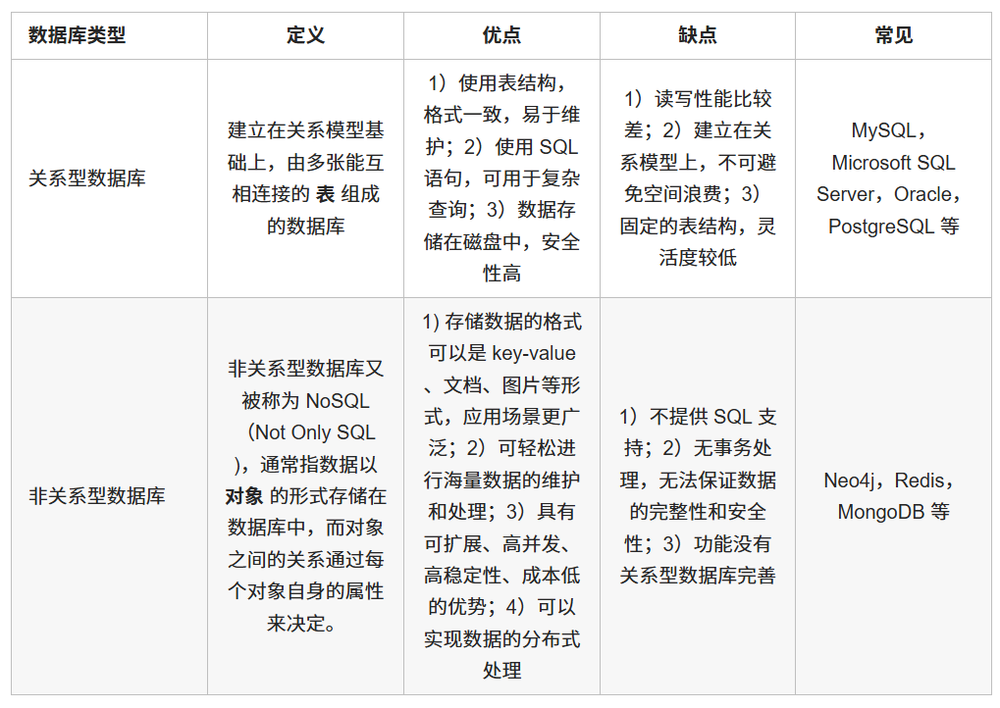 数据库类型
定义
优点
缺点
常见
关系型数据库
建立在关系模型基
础上，由多张能互
相连接的 表 组成
的数据库
1）使用表结构，
格式一致，易于维
护；2）使用 SQL
语句，可用于复杂
查询；3）数据存
储在磁盘中，安全
性高
1）读写性能比较
差；2）建立在关
系模型上，不可避
免空间浪费；3）
固定的表结构，灵
活度较低
MySQL，
Microsoft SQL
Server，Oracle，
PostgreSQL 等
非关系型数据库
非关系型数据库又
被称为 NoSQL
（Not Only SQL
)，通常指数据以
对象 的形式存储在
数据库中，而对象
之间的关系通过每
个对象自身的属性
来决定。
1) 存储数据的格式
可以是 key-value
、文档、图片等形
式，应用场景更广
泛；2）可轻松进
行海量数据的维护
和处理；3）具有
可扩展、高并发、
高稳定性、成本低
的优势；4）可以
实现数据的分布式
处理
1）不提供 SQL 支
持；2）无事务处
理，无法保证数据
的完整性和安全
性；3）功能没有
关系型数据库完善
Neo4j，Redis，
MongoDB 等